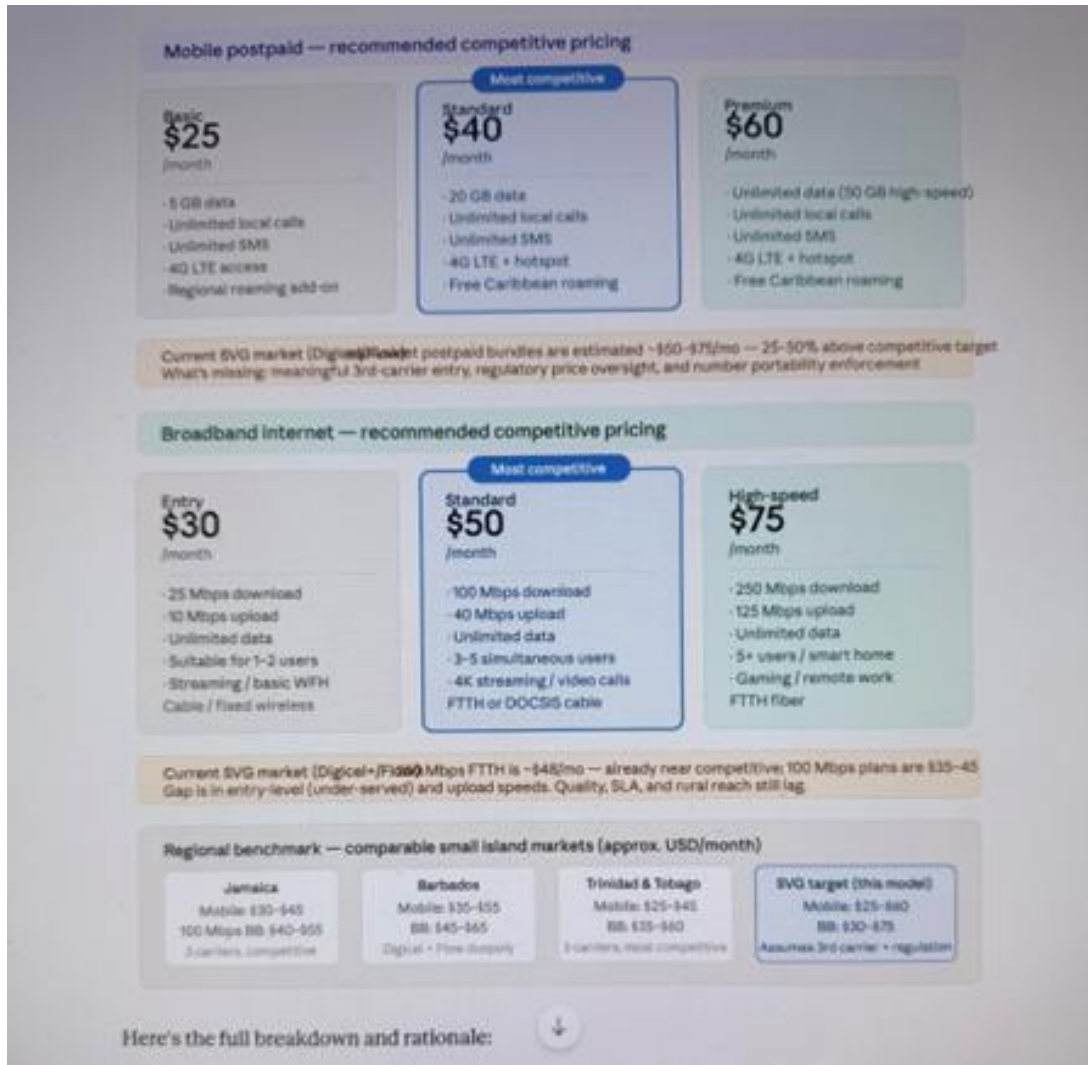 Mobile postpaid — recommended competitive pricing
Most competitive
Basic
$25
/month
· 5 GB data
· Unlimited local calls
· Unlimited SMS
· 4G LTE access
· Regional roaming add-on
Standard
$40
/month
· 20 GB data
· Unlimited local calls
· Unlimited SMS
· 4G LTE + hotspot
· Free Caribbean roaming
Premium
$60
/month
· Unlimited data (50 GB high-speed)
· Unlimited local calls
· Unlimited SMS
· 4G LTE + hotspot
· Free Caribbean roaming
Current SVG market postpaid bundles are estimated ~$50–$75/mo — 25–50% above competitive target
What's missing: meaningful 3rd-carrier entry, regulatory price oversight, and number portability enforcement
Broadband internet — recommended competitive pricing
Most competitive
Entry
$30
/month
· 25 Mbps download
· 10 Mbps upload
· Unlimited data
· Suitable for 1–2 users
· Streaming / basic WFH
Cable / fixed wireless
Standard
$50
/month
· 100 Mbps download
· 40 Mbps upload
· Unlimited data
· 3–5 simultaneous users
· 4K streaming / video calls
FTTH or DOCSIS cable
High-speed
$75
/month
· 250 Mbps download
· 125 Mbps upload
· Unlimited data
· 5+ users / smart home
· Gaming / remote work
FTTH fiber
Current SVG market (Digicel+/ Mbps FTTH is ~$48/mo — already near competitive; 100 Mbps plans are $35–45
Gap is in entry-level (under-served) and upload speeds. Quality, SLA, and rural reach still lag.
Regional benchmark — comparable small island markets (approx. USD/month)
Jamaica
Mobile: $30–$45
100 Mbps BB: $40–$55
3 carriers, competitive
Barbados
Mobile: $35–$55
BB: $45–$65
Digicel + Flow duopoly
Trinidad & Tobago
Mobile: $25–$45
BB: $35–$60
3 carriers, most competitive
SVG target (this model)
Mobile: $25–$60
BB: $30–$75
Assumes 3rd carrier + regulation
Here's the full breakdown and rationale: